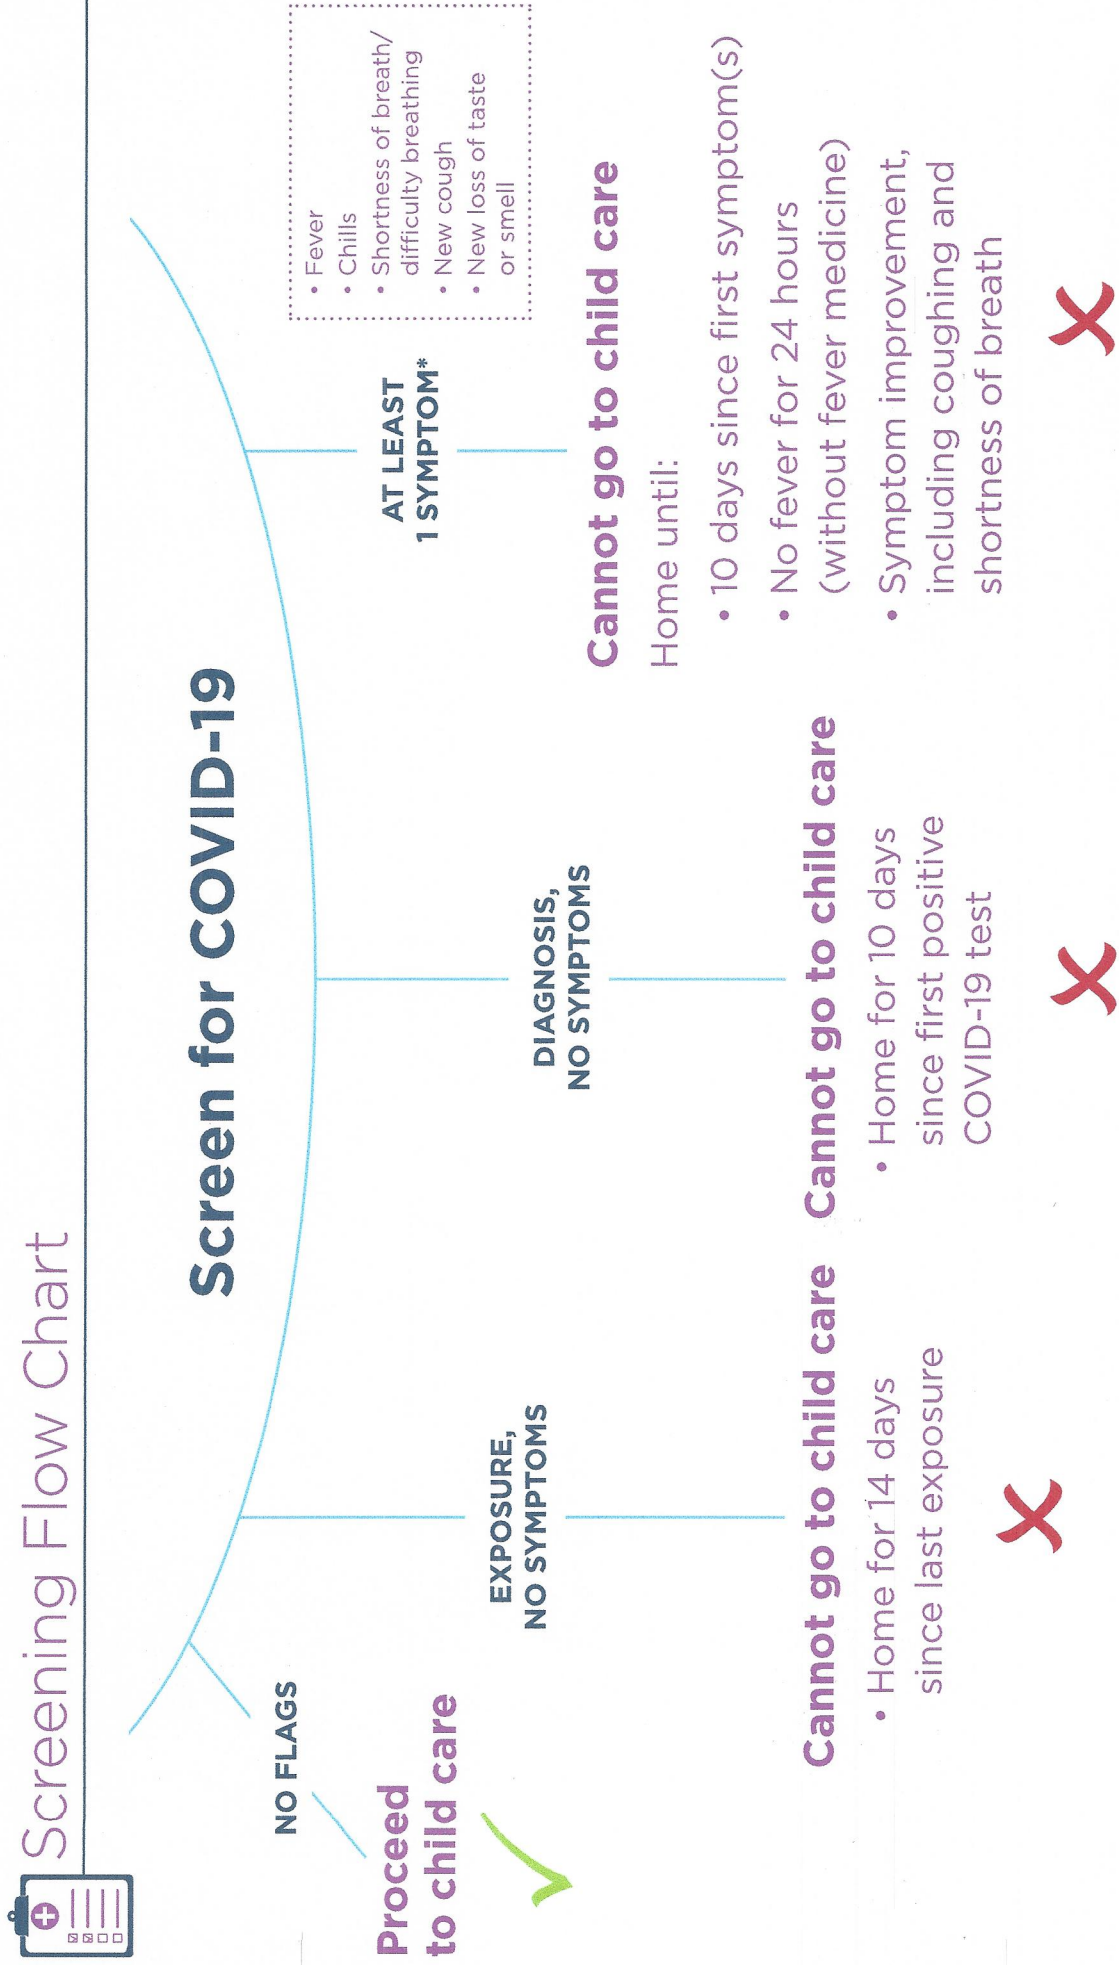 Screening Flow Chart
Screen for COVID-19
NO FLAGS
Proceed
to child care
EXPOSURE,
NO SYMPTOMS
Cannot go to child care
• Home for 14 days
since last exposure
DIAGNOSIS,
NO SYMPTOMS
Cannot go to child care
• Home for 10 days
since first positive
COVID-19 test
AT LEAST
1 SYMPTOM*
• Fever
• Chills
• Shortness of breath/
difficulty breathing
• New cough
• New loss of taste
or smell
Cannot go to child care
Home until:
• 10 days since first symptom(s)
• No fever for 24 hours
(without fever medicine)
• Symptom improvement,
including coughing and
shortness of breath